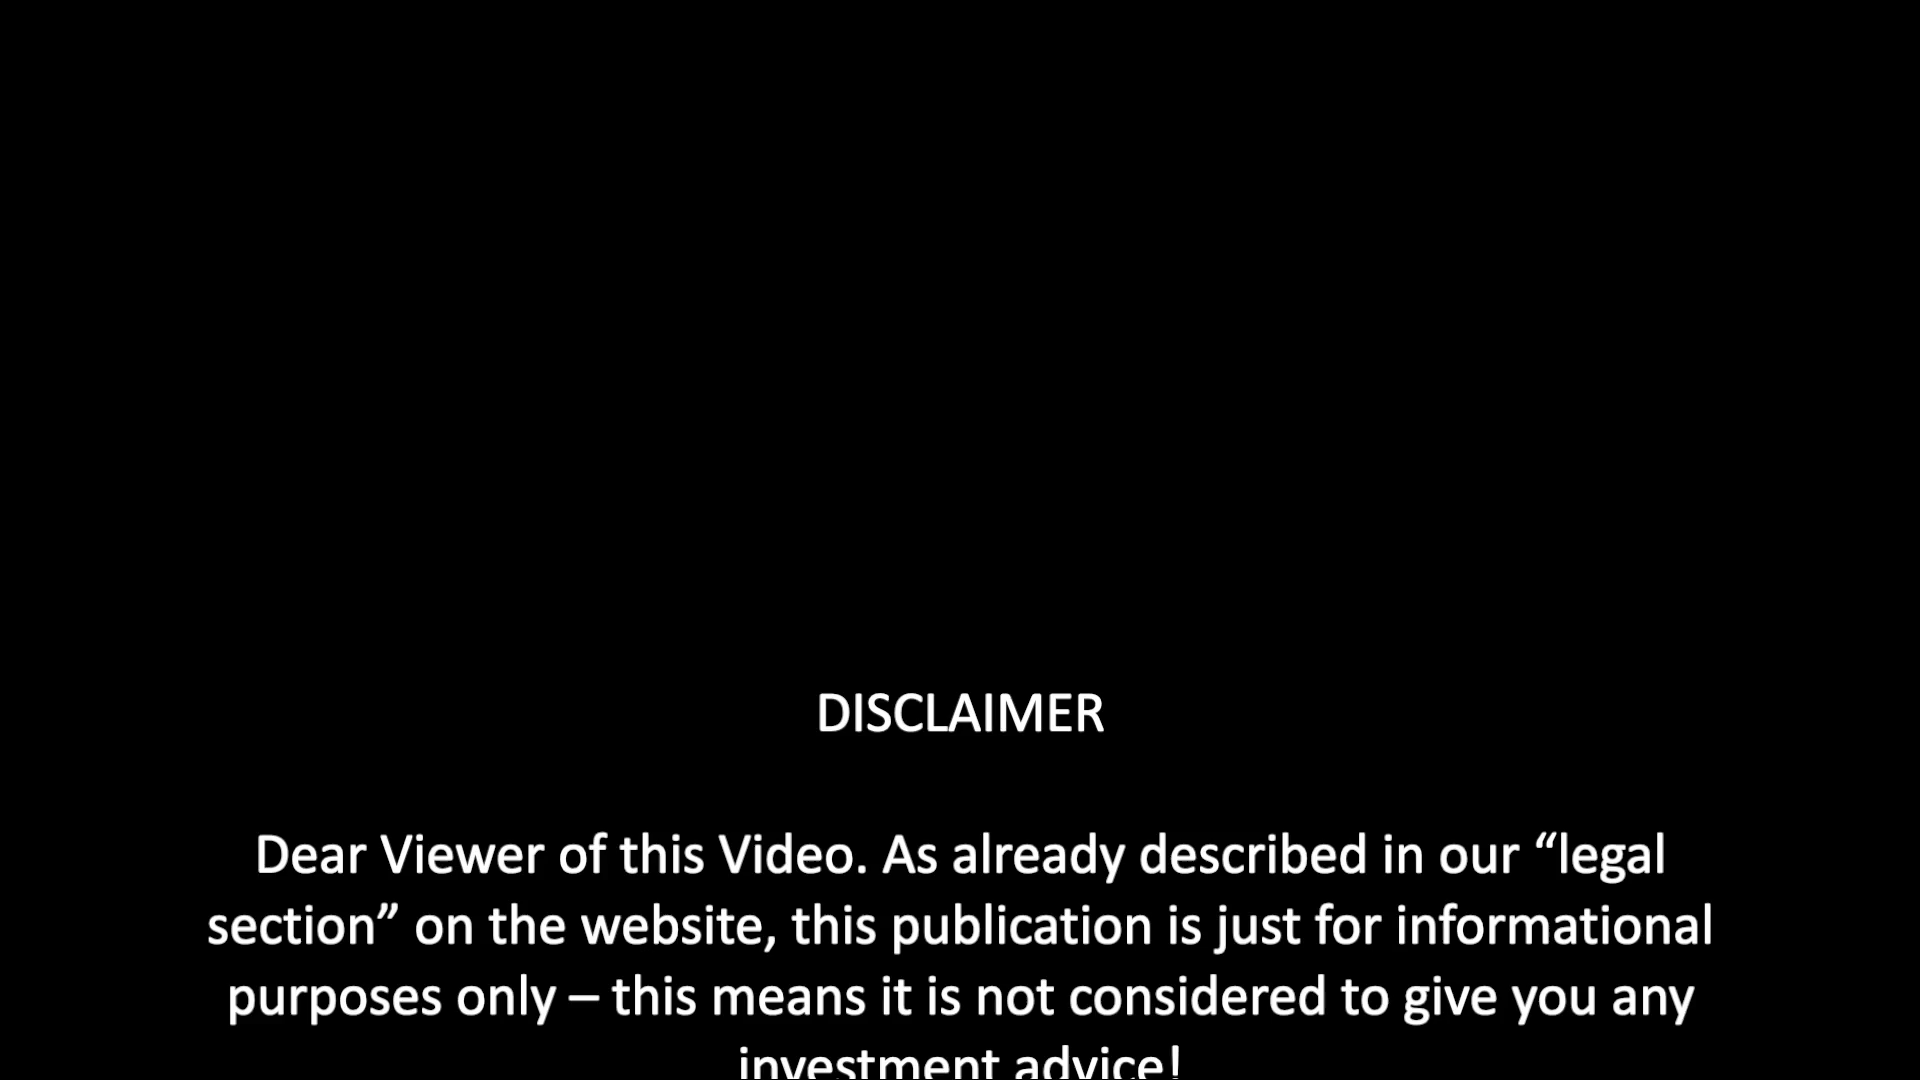 DISCLAIMER
Dear Viewer of this Video. As already described in our “legal
section” on the website, this publication is just for informational
purposes only – this means it is not considered to give you any
investment advice!